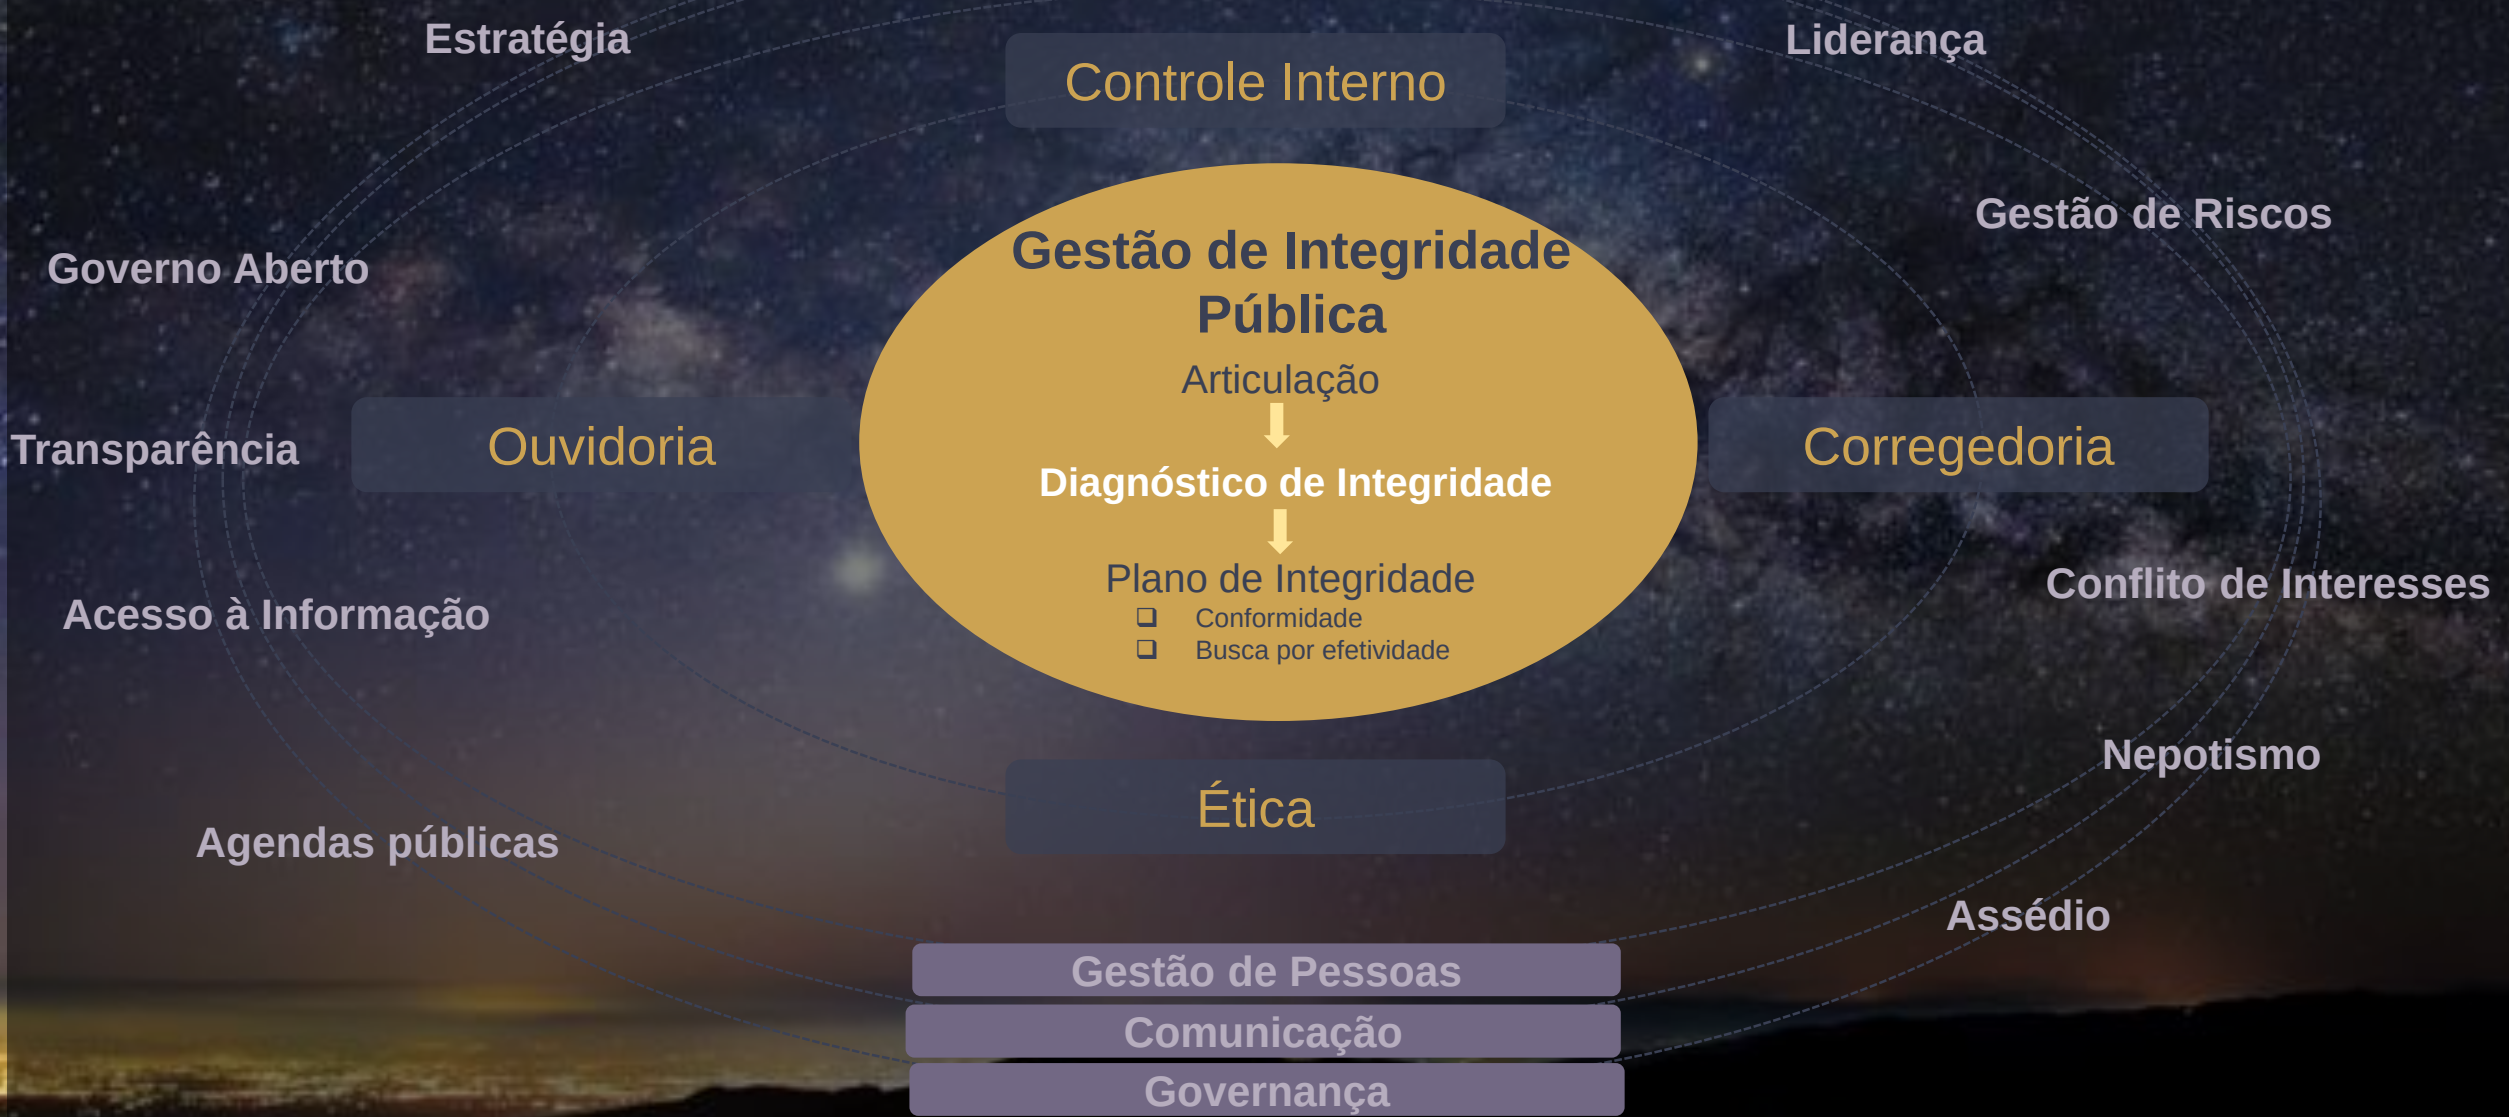 Estratégia
Liderança
Controle Interno
Gestão de Riscos
Governo Aberto
Gestão de Integridade
Pública
Articulação
Transparência
Ouvidoria
Corregedoria
Diagnóstico de Integridade
Plano de Integridade
❑ Conformidade
❑ Busca por efetividade
Conflito de Interesses
Acesso à Informação
Nepotismo
Ética
Agendas públicas
Assédio
Gestão de Pessoas
Comunicação
Governança